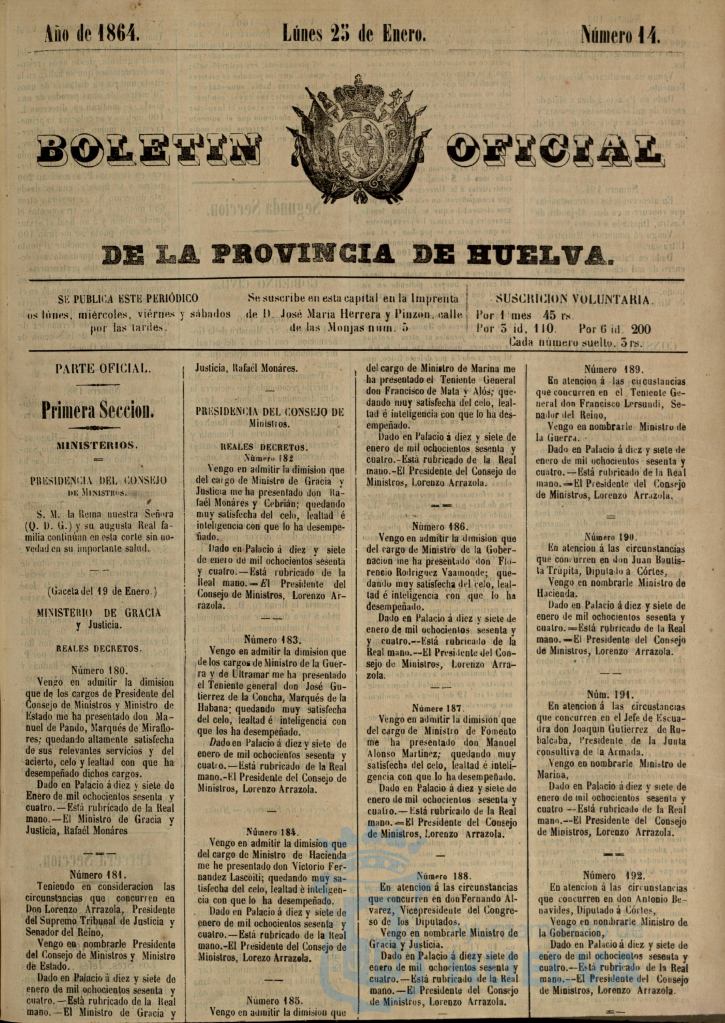 Año de 1864.
Lúnes 25 de Enero.
Número 14.
BOLETIN OFICIAL
DE LA PROVINCIA DE HUELVA.
SE PUBLICA ESTE PERIÓDICO
os lúnes, miércoles, viérnes y sábados
por las tardes.
Se suscribe en esta capital en la Imprenta
de D. José María Herrera y Pinzon, calle
de las Monjas núm. 5
SUSCRICION VOLUNTARIA.
Por 1 mes 45 rs.
Por 3 id. 110. Por 6 id. 200
Cada número suelto. 3 rs.
PARTE OFICIAL.
Primera Seccion.
MINISTERIOS.
PRESIDENCIA DEL CONSEJO
DE MINISTROS.
S. M. la Reina nuestra Señora
(Q. D. G.) y su augusta Real fa-
milia continúan en esta corte sin no-
vedad en su importante salud.
(Gaceta del 19 de Enero.)
MINISTERIO DE GRACIA
y Justicia.
REALES DECRETOS.
Número 180.
Vengo en admitir la dimision
que de los cargos de Presidente del
Consejo de Ministros y Ministro de
Estado me ha presentado don Ma-
nuel de Pando, Marqués de Miraflo-
res; quedando altamente satisfecha
de sus relevantes servicios y del
acierto, celo y lealtad con que ha
desempeñado dichos cargos.
Dado en Palacio á diez y siete de
Enero de mil ochocientos sesenta y
cuatro.—Está rubricado de la Real
mano.—El Ministro de Gracia y
Justicia, Rafaél Monáres
Número 181.
Teniendo en consideracion las
circunstancias que concurren en
Don Lorenzo Arrazola, Presidente
del Supremo Tribunal de Justicia y
Senador del Reino,
Vengo en nombrarle Presidente
del Consejo de Ministros y Ministro
de Estado.
Dado en Palacio á diez y siete de
enero de mil ochocientos sesenta y
cuatro.—Está rubricado de la Real
mano.—El Ministro de Gracia y
Justicia, Rafaél Monáres.
PRESIDENCIA DEL CONSEJO DE
Ministros.
REALES DECRETOS.
Número 182
Vengo en admitir la dimision que
del cargo de Ministro de Gracia y
Justicia me ha presentado don Ra-
faél Monáres y Cebrián; quedando
muy satisfecha del celo, lealtad é
inteligencia con que lo ha desempe-
ñado.
Dado en Palacio á diez y siete
de enero de mil ochocientos sesenta
y cuatro.—Está rubricado de la
Real mano.—El Presidente del
Consejo de Ministros, Lorenzo Ar-
razola.
Número 183.
Vengo en admitir la dimision que
de los cargos de Ministro de la Guer-
ra y de Ultramar me ha presentado
el Teniente general don José Gu-
tierrez de la Concha, Marqués de la
Habana; quedando muy satisfecha
del celo, lealtad é inteligencia con
que los ha desempeñado.
Dado en Palacio á diez y siete de
enero de mil ochocientos sesenta y
cuatro.—Está rubricado de la Real
mano.-El Presidente del Consejo de
Ministros, Lorenzo Arrazola.
Número 184.
Vengo en admitir la dimision que
del cargo de Ministro de Hacienda
me ha presentado don Victorio Fer-
nandez Lascoiti; quedando muy sa-
tisfecha del celo, lealtad é inteligen-
cia con que lo ha desempeñado.
Dado en Palacio á diez y siete de
enero de mil ochocientos sesenta y
cuatro.—Está rubricado de la Real
mano.—El Presidente del Consejo de
Ministros, Lorezo Arrazola.
Número 185.
Vengo en admitir la dimision que
del cargo de Ministro de Marina me
ha presentado el Teniente General
don Francisco de Mata y Alós; que-
dando muy satisfecha del celo, leal-
tad é inteligencia con que lo ha des-
empeñado.
Dado en Palacio á diez y siete de
enero de mil ochocientos sesenta y
cuatro.-Está rubricado de la Real
mano.-El Presidente del Consejo de
Ministros, Lorenzo Arrazola.
Número 186.
Vengo en admitir la dimision que
del cargo de Ministro de la Gober-
nacion me ha presentado don Flo-
rencio Rodriguez Vaamonde; que-
dando muy satisfecha del celo, leal-
tad é inteligencia con que lo ha
desempeñado.
Dado en Palacio á diez y siete de
enero de mil ochocientos sesenta y
y cuatro.--Está rubricado de la
Real mano.--El Presidente del Con-
sejo de Ministros, Lorenzo Arra-
zola.
Número 187.
Vengo en admitir la dimisión que
del cargo de Ministro de Fomento
me ha presentado don Manuel
Alonso Martinez; quedando muy
satisfecha del celo, lealtad é inteli-
gencia con que lo ha desempeñado.
Dado en Palacio á diez y siete de
enero de mil ochocientos sesenta y
cuatro.—Está rubricado de la Real
mano.—El Presidente del Consejo
de Ministros, Lorenzo Arrazola.
Número 188.
En atencion á las circunstancias
que concurren en don Fernando Al-
varez, Vicepresidente del Congre-
so de los Diputados,
Vengo en nombrarle Ministro de
Gracia y Justicia.
Dado en Palacio á diez y siete de
enero de mil ochocientos sesenta y
cuatro.—Está rubricado de la Real
mano.—El Presidente del Consejo
de Ministros, Lorenzo Arrazola.
Número 189.
En atencion á las circustancias
que concurren en el Teniente Ge-
neral don Francisco Lersundi, Se-
nador del Reino,
Vengo en nombrarle Ministro de
la Guerra.
Dado en Palacio á diez y siete de
enero de mil ochocientos sesenta y
cuatro.—Está rubricado de la Real
mano.—El Presidente del Consejo
de Ministros, Lorenzo Arrazola.
Número 190.
En atencion á las circunstancias
que concurren en don Juan Bautis-
ta Trúpita, Diputado á Córtes,
Vengo en nombrarle Ministro de
Hacienda.
Dado en Palacio á diez y siete de
enero de mil ochocientos sesenta y
cuatro.—Está rubricado de la Real
mano.—El Presidente del Consejo
de Ministros, Lorenzo Arrazola.
Núm. 191.
En atencion á las circunstancias
que concurren en el Jefe de Escua-
dra don Joaquin Gutierrez de Ru-
balcaba, Presidente de la Junta
consultiva de la Armada.
Vengo en nombrarle Ministro de
Marina,
Dado en Palacio á diez y siete de
enero de mil ochocientos sesenta y
cuatro --Está rubricado de la Real
mano.—El Presidente del Consejo
de Ministros, Lorenzo Arrazola.
Número 192.
En atencion á las circunstancias
que concurren en don Antonio Be-
navides, Diputado á Córtes,
Vengo en nombrarle Ministro de
la Gobernacion,
Dado en Palacio á diez y siete de
enero de mil ochocientos sesenta y
cuatro.--Está rubricado de la Real
mano.--El Presidente del Consejo
de Ministros, Lorenzo Arrazola.